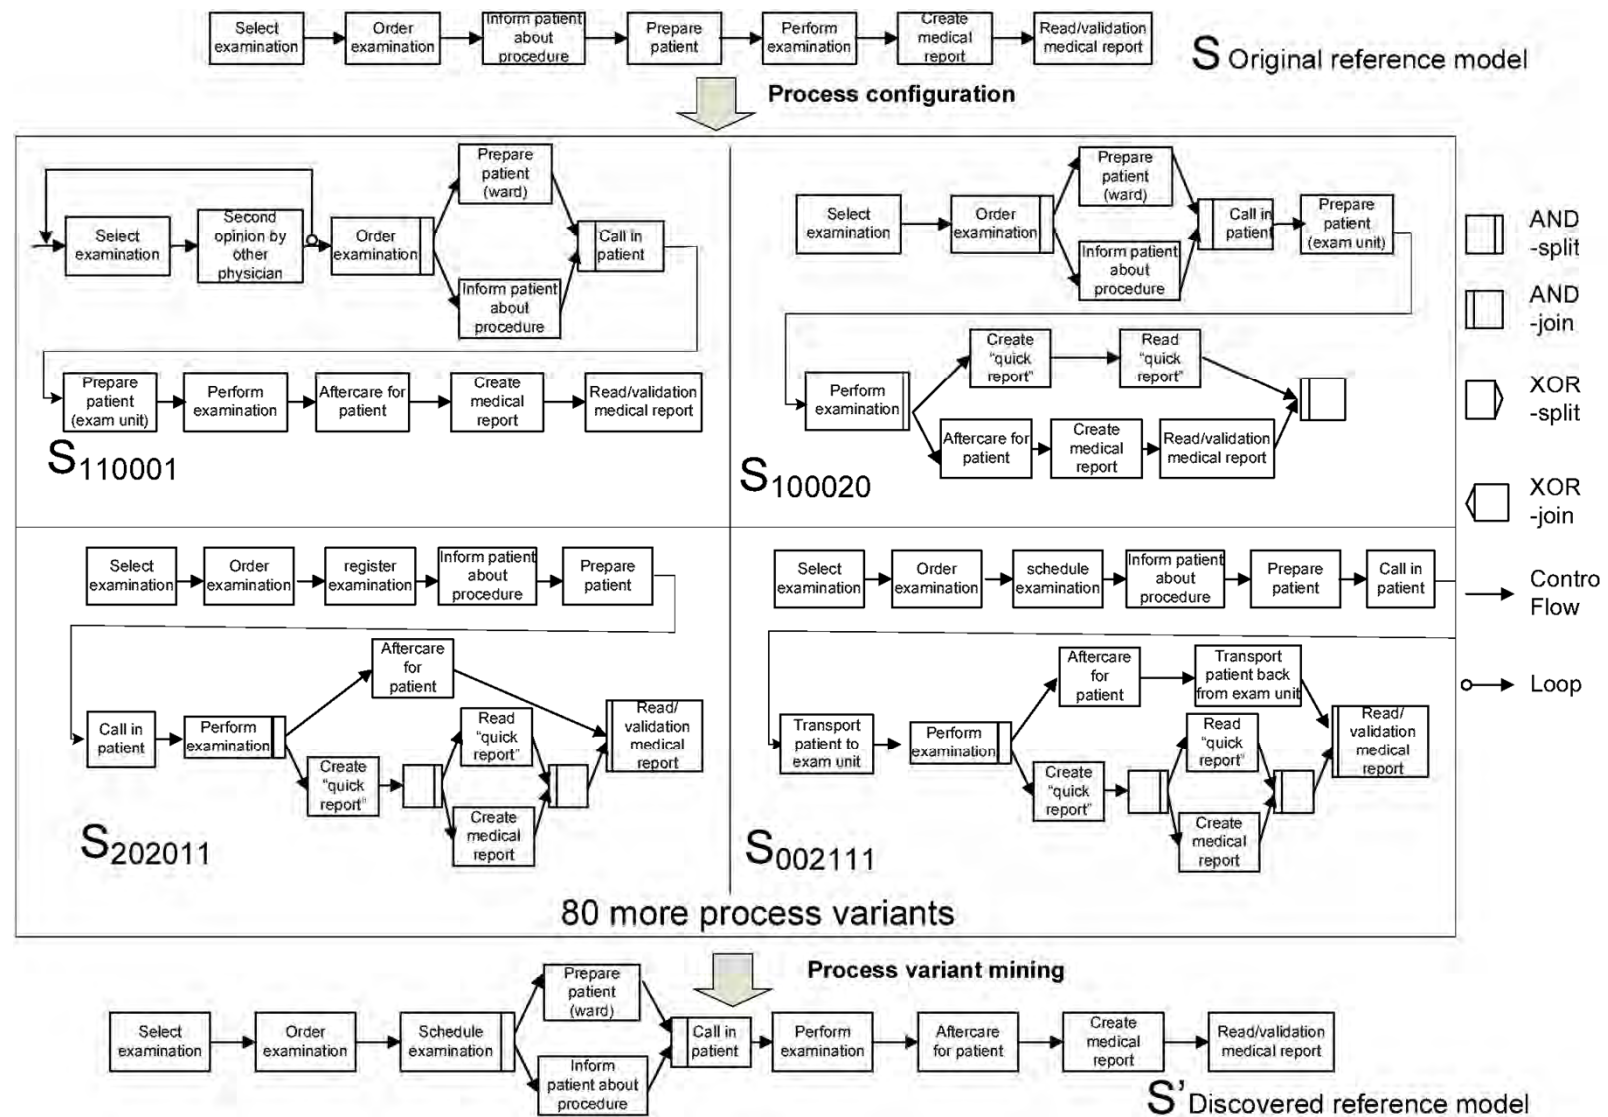 Select
examination
Order
examination
Inform patient
about
procedure
Prepare
patient
Perform
examination
Create
medical
report
Read/validation
medical report
S Original reference model
Process configuration
Select
examination
Second
opinion by
other
physician
Order
examination
Prepare
patient
(ward)
Inform patient
about
procedure
Call in
patient
Prepare
patient
(exam unit)
Perform
examination
Aftercare for
patient
Create
medical
report
Read/validation
medical report
S110001
Select
examination
Order
examination
Prepare
patient
(ward)
Inform patient
about
procedure
Call in
patient
Prepare
patient
(exam unit)
Perform
examination
Create
“quick
report”
Read
“quick
report”
Aftercare for
patient
Create
medical
report
Read/validation
medical report
S100020
Select
examination
Order
examination
register
examination
Inform patient
about
procedure
Prepare
patient
Call in
patient
Perform
examination
Aftercare
for
patient
Create
“quick
report”
Read
“quick
report”
Create
medical
report
Read/
validation
medical
report
S202011
Select
examination
Order
examination
schedule
examination
Inform patient
about
procedure
Prepare
patient
Call in
patient
Transport
patient to
exam unit
Perform
examination
Aftercare
for
patient
Transport
patient back
from exam unit
Create
“quick
report”
Read
“quick
report”
Create
medical
report
Read/
validation
medical
report
S002111
80 more process variants
AND
-split
AND
-join
XOR
-split
XOR
-join
Contro
Flow
Loop
Process variant mining
Select
examination
Order
examination
Schedule
examination
Prepare
patient
(ward)
Inform
patient about
procedure
Call in
patient
Perform
examination
Aftercare
for patient
Create
medical
report
Read/validation
medical report
S’ Discovered reference model